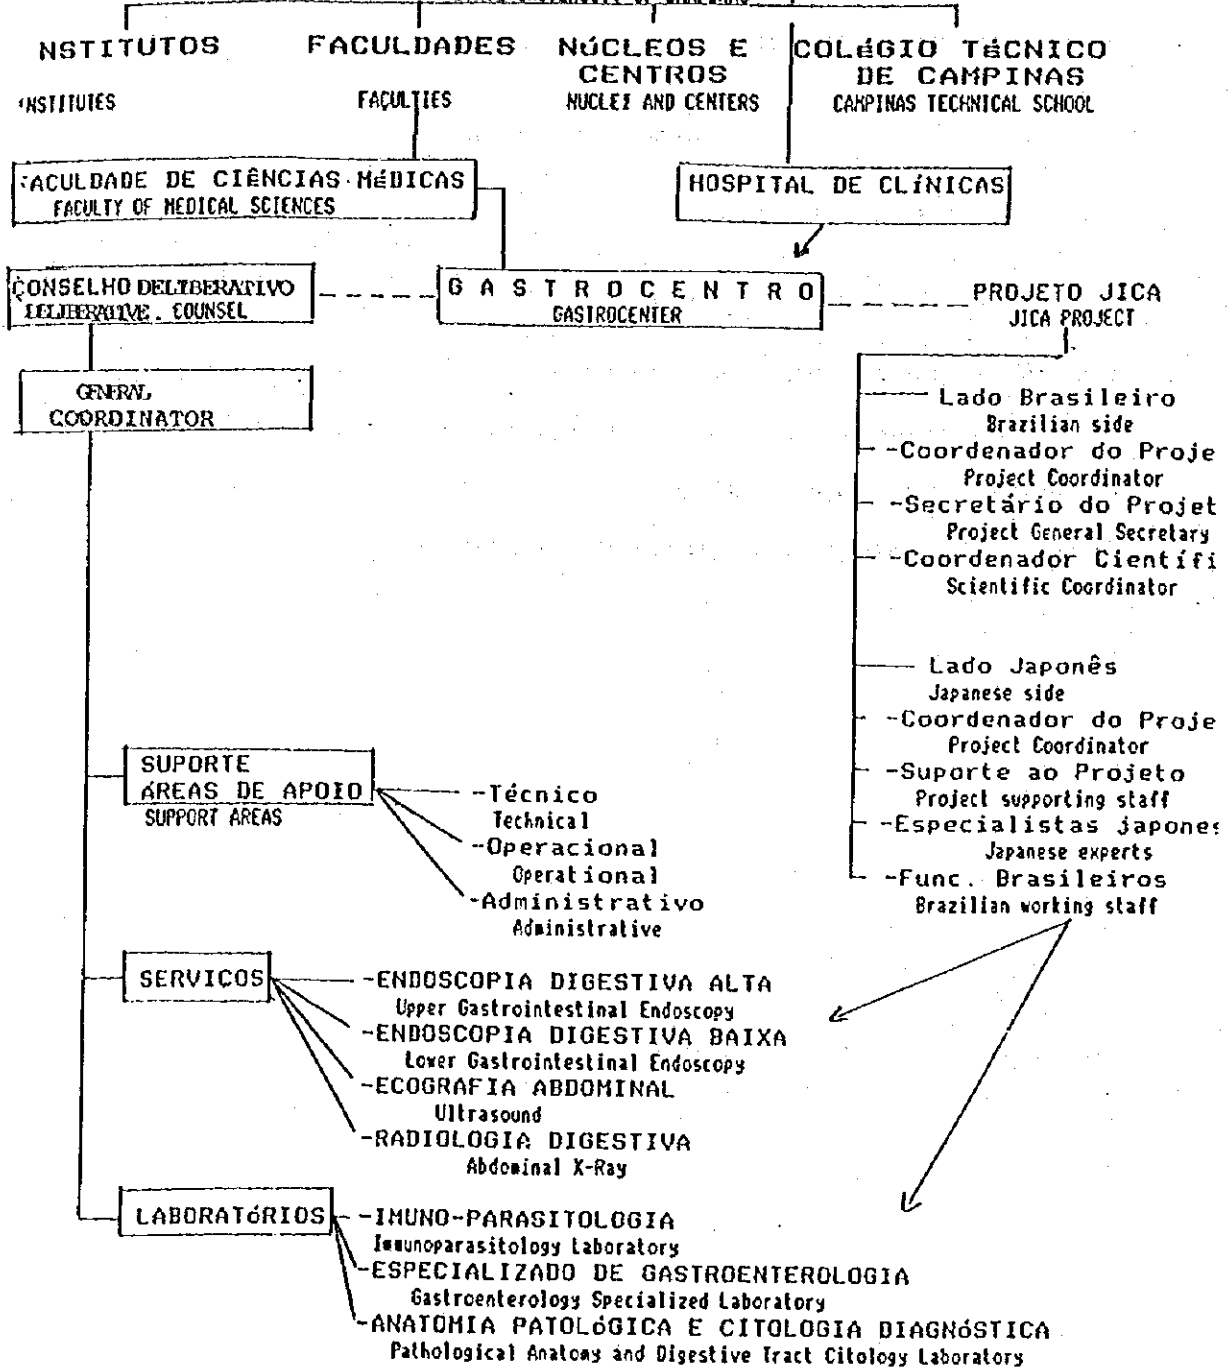 NSTITUTOS
FACULDADES
NÚCLEOS E
CENTROS
COLÉGIO TÉCNICO
DE CAMPINAS
INSTITUTES
FACULTIES
NUCLEI AND CENTERS
CAMPINAS TECHNICAL SCHOOL
FACULDADE DE CIÊNCIAS MÉDICAS
FACULTY OF MEDICAL SCIENCES
HOSPITAL DE CLÍNICAS
CONSELHO DELIBERATIVO
DELIBERATIVE. COUNSEL
G A S T R O C E N T R O
GASTROCENTER
PROJETO JICA
JICA PROJECT
GENERAL
COORDINATOR
Lado Brasileiro
Brazilian side
-Coordenador do Proje
Project Coordinator
-Secretário do Projet
Project General Secretary
-Coordenador Científi
Scientific Coordinator
Lado Japonês
Japanese side
-Coordenador do Proje
Project Coordinator
-Suporte ao Projeto
Project supporting staff
-Especialistas japones
Japanese experts
-Func. Brasileiros
Brazilian working staff
SUPORTE
ÁREAS DE APOIO
SUPPORT AREAS
-Técnico
Technical
-Operacional
Operational
-Administrativo
Administrative
SERVICOS
-ENDOSCOPIA DIGESTIVA ALTA
Upper Gastrointestinal Endoscopy
-ENDOSCOPIA DIGESTIVA BAIXA
Lower Gastrointestinal Endoscopy
-ECOGRAFIA ABDOMINAL
Ultrasound
-RADIOLOGIA DIGESTIVA
Abdominal X-Ray
LABORATÓRIOS
-IMUNO-PARASITOLOGIA
Immunoparasitology Laboratory
-ESPECIALIZADO DE GASTROENTEROLOGIA
Gastroenterology Specialized Laboratory
-ANATOMIA PATOLÓGICA E CITOLOGIA DIAGNÓSTICA
Pathological Anatomy and Digestive Tract Citology Laboratory